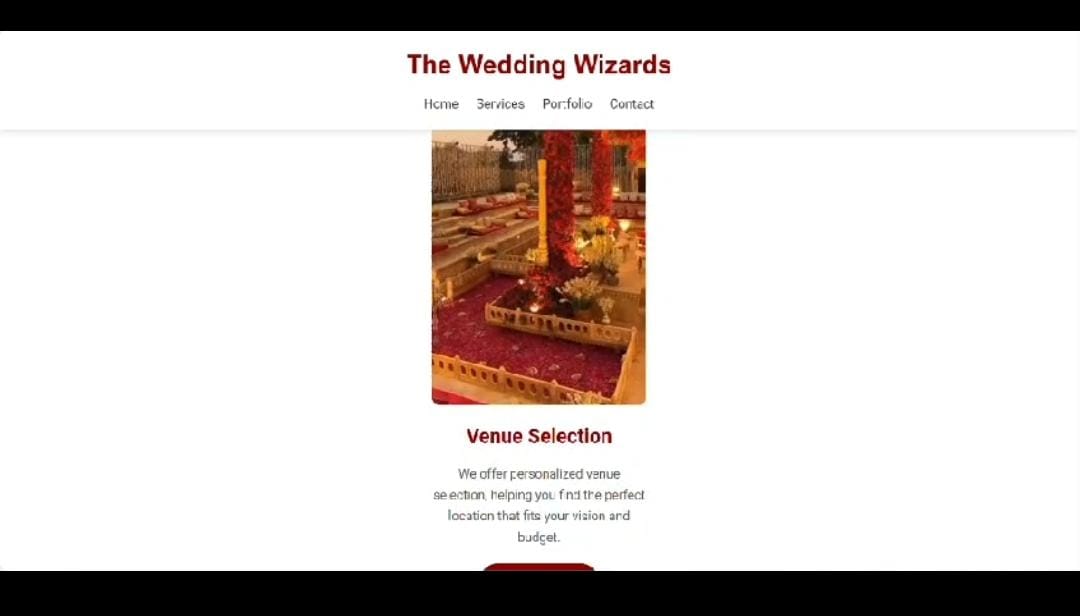 The Wedding Wizards
Home Services Portfolio Contact
Venue Selection
We offer personalized venue
selection, helping you find the perfect
location that fits your vision and
budget.